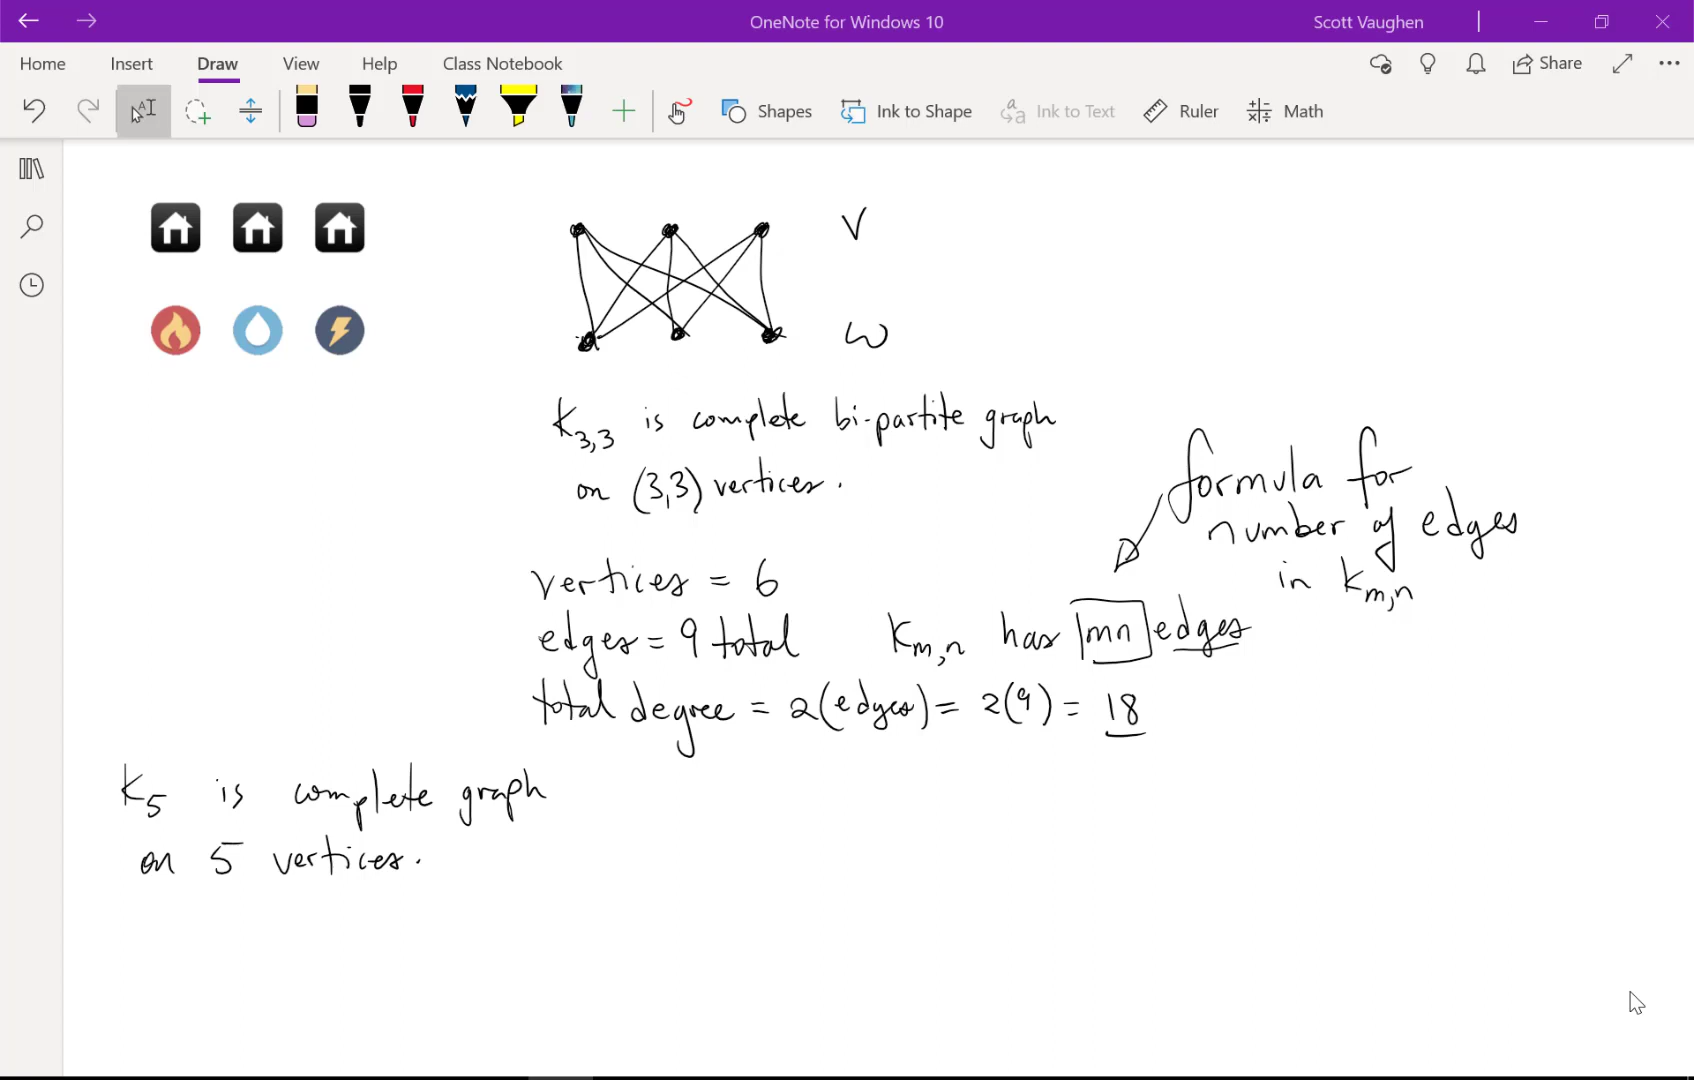 OneNote for Windows 10
Scott Vaughen
Home Insert Draw View Help Class Notebook
Share
Shapes Ink to Shape Ink to Text Ruler Math
V
W
K3,3 is complete bi-partite graph
on (3,3) vertices.
formula for
number of edges
in Km,n
vertices = 6
edges = 9 total
Km,n has mn edges
total degree = 2(edges) = 2(9) = 18
K5 is complete graph
on 5 vertices.